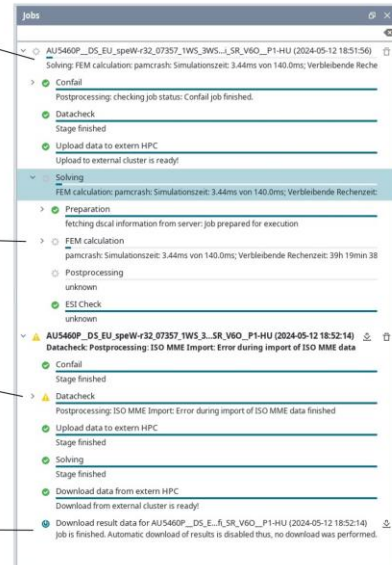 Jobs
AU5460P__DS_EU_speW-r32_07357_1WS_3WS...i_SR_V6O__P1-HU (2024-05-12 18:51:56)
Solving: FEM calculation: pamcrash: Simulationszeit: 3.44ms von 140.0ms; Verbleibende Reche
Confail
Postprocessing: checking job status: Confail job finished.
Datacheck
Stage finished
Upload data to extern HPC
Upload to external cluster is ready!
Solving
FEM calculation: pamcrash: Simulationszeit: 3.44ms von 140.0ms; Verbleibende Rechenzeit:
Preparation
fetching dscal information from server: Job prepared for execution
FEM calculation
pamcrash: Simulationszeit: 3.44ms von 140.0ms; Verbleibende Rechenzeit: 39h 19min 38
Postprocessing
unknown
ESI Check
unknown
AU5460P__DS_EU_speW-r32_07357_1WS_3...SR_V6O__P1-HU (2024-05-12 18:52:14)
Datacheck: Postprocessing: ISO MME Import: Error during import of ISO MME data
Confail
Stage finished
Datacheck
Postprocessing: ISO MME Import: Error during import of ISO MME data finished
Upload data to extern HPC
Stage finished
Solving
Stage finished
Download data from extern HPC
Download from external cluster is ready!
Download result data for AU5460P__DS_E...fi_SR_V6O__P1-HU (2024-05-12 18:52:14)
Job is finished. Automatic download of results is disabled thus, no download was performed.